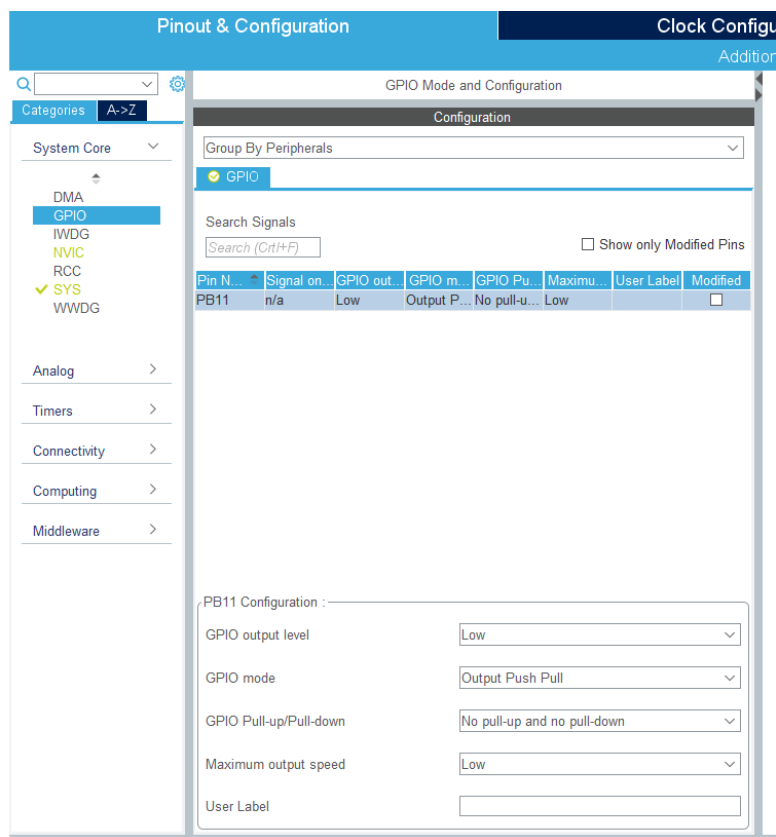 Pinout & Configuration
Clock Configu
Addition
GPIO Mode and Configuration
Categories A->Z
Configuration
System Core
Group By Peripherals
GPIO
DMA
GPIO
IWDG
NVIC
RCC
SYS
WWDG
Search Signals
Search (Crtl+F)
Show only Modified Pins
Pin N... Signal on... GPIO out... GPIO m... GPIO Pu... Maximu... User Label Modified
PB11 n/a Low Output P... No pull-u... Low
Analog
Timers
Connectivity
Computing
Middleware
PB11 Configuration :
GPIO output level Low
GPIO mode Output Push Pull
GPIO Pull-up/Pull-down No pull-up and no pull-down
Maximum output speed Low
User Label